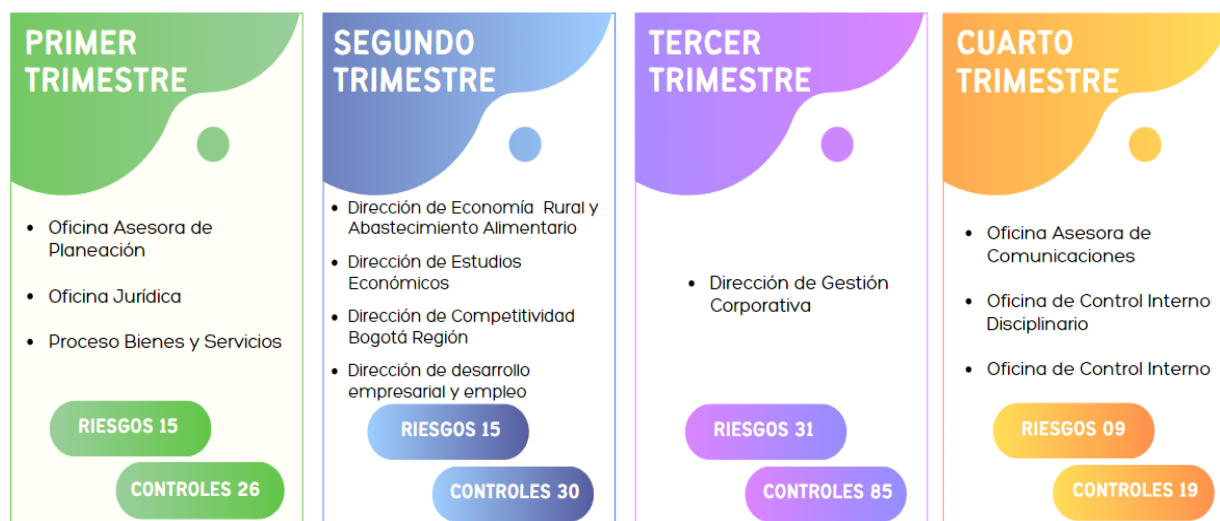 PRIMER
TRIMESTRE
• Oficina Asesora de
Planeación
• Oficina Jurídica
• Proceso Bienes y Servicios
RIESGOS 15
CONTROLES 26
SEGUNDO
TRIMESTRE
• Dirección de Economía Rural y
Abastecimiento Alimentario
• Dirección de Estudios
Económicos
• Dirección de Competitividad
Bogotá Región
• Dirección de desarrollo
empresarial y empleo
RIESGOS 15
CONTROLES 30
TERCER
TRIMESTRE
• Dirección de Gestión
Corporativa
RIESGOS 31
CONTROLES 85
CUARTO
TRIMESTRE
• Oficina Asesora de
Comunicaciones
• Oficina de Control Interno
Disciplinario
• Oficina de Control Interno
RIESGOS 09
CONTROLES 19